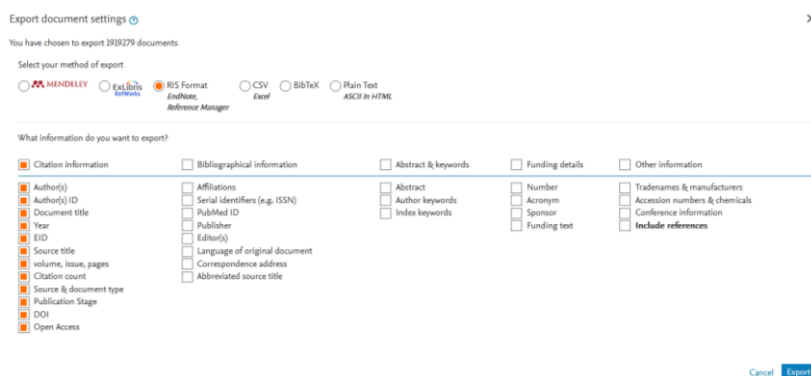 Export document settings
You have chosen to export 1919279 documents
Select your method of export
MENDELEY ExLibris RefWorks RIS Format EndNote, Reference Manager CSV Excel BibTeX Plain Text ASCII in HTML
What information do you want to export?
Citation information Bibliographical information Abstract & keywords Funding details Other information
Author(s) Affiliations Abstract Number Tradenames & manufacturers
Author(s) ID Serial identifiers (e.g. ISSN) Author keywords Acronym Accession numbers & chemicals
Document title PubMed ID Index keywords Sponsor Conference information
Year Publisher Funding text Include references
EID Editor(s)
Source title Language of original document
volume, issue, pages Correspondence address
Citation count Abbreviated source title
Source & document type
Publication Stage
DOI
Open Access
Cancel Export